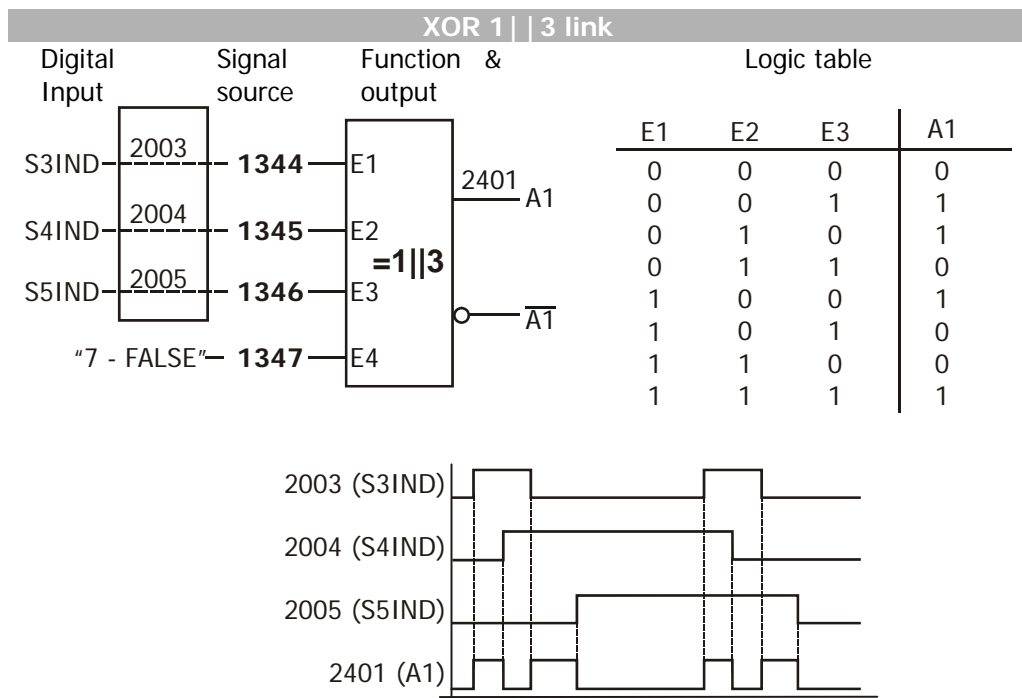 XOR 1||3 link
Digital Input
Signal source
Function & output
Logic table
S3IND 2003 1344 E1
2401 A1
S4IND 2004 1345 E2
=1||3
S5IND 2005 1346 E3
A1
"7 - FALSE" 1347 E4
E1 E2 E3 A1
0 0 0 0
0 0 1 1
0 1 0 1
0 1 1 0
1 0 0 1
1 0 1 0
1 1 0 0
1 1 1 1
2003 (S3IND)
2004 (S4IND)
2005 (S5IND)
2401 (A1)